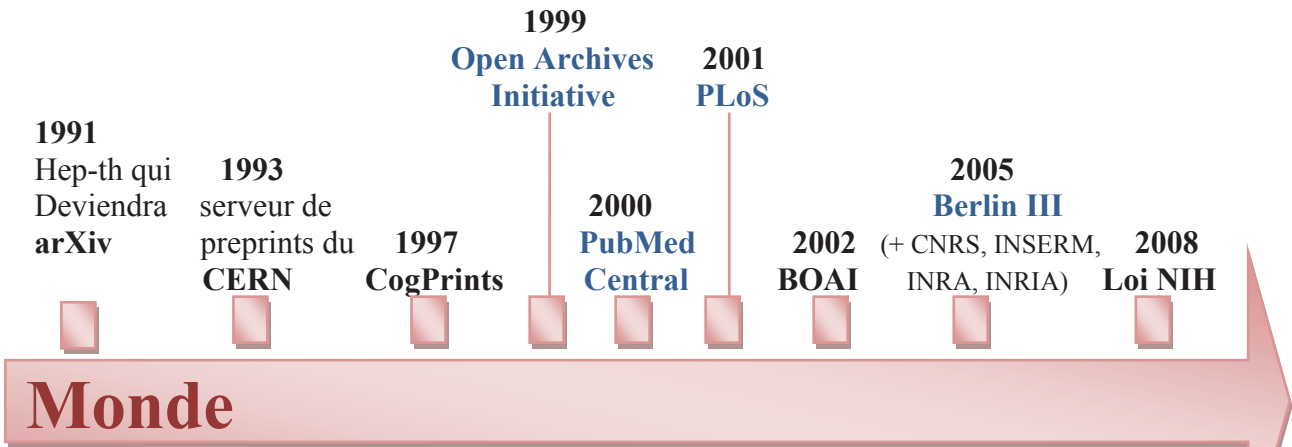 1991
Hep-th qui
Deviendra
arXiv
1993
serveur de
preprints du
CERN
1997
CogPrints
1999
Open Archives
Initiative
2000
PubMed
Central
2001
PLoS
2002
BOAI
2005
Berlin III
(+ CNRS, INSERM,
INRA, INRIA)
2008
Loi NIH
Monde